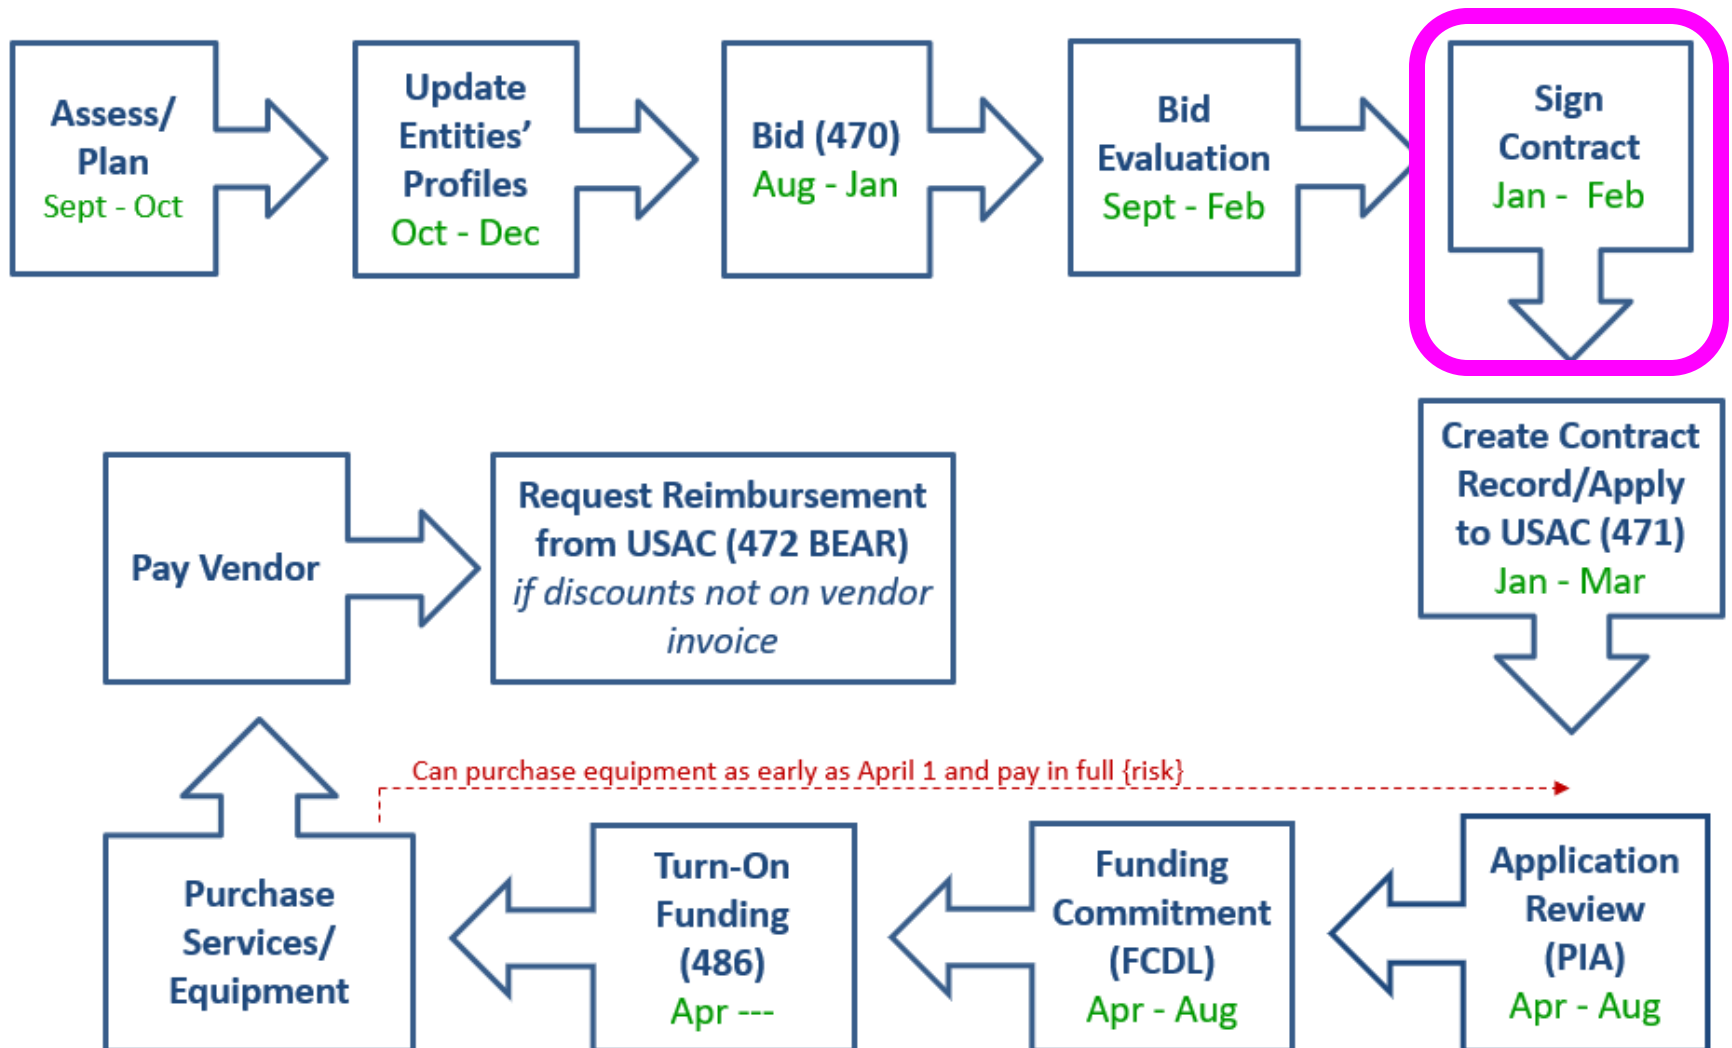 Assess/
Plan
Sept - Oct
Update
Entities’
Profiles
Oct - Dec
Bid (470)
Aug - Jan
Bid
Evaluation
Sept - Feb
Sign
Contract
Jan - Feb
Create Contract
Record/Apply
to USAC (471)
Jan - Mar
Application
Review
(PIA)
Apr - Aug
Funding
Commitment
(FCDL)
Apr - Aug
Turn-On
Funding
(486)
Apr ---
Can purchase equipment as early as April 1 and pay in full {risk}
Purchase
Services/
Equipment
Pay Vendor
Request Reimbursement
from USAC (472 BEAR)
if discounts not on vendor
invoice